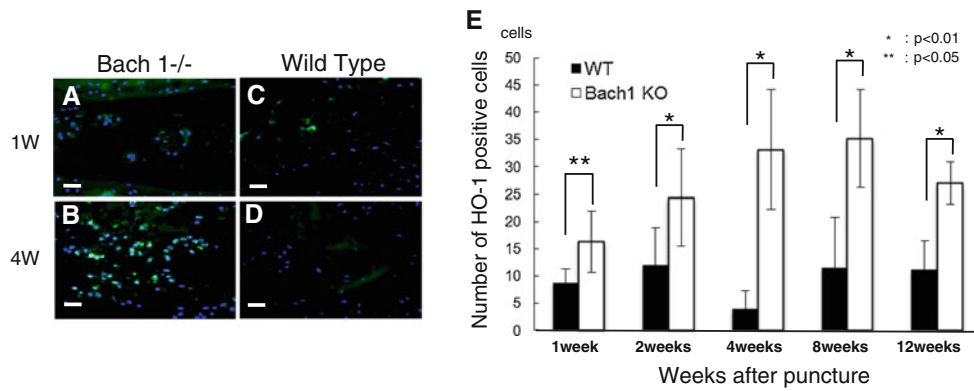 Bach 1-/-
Wild Type
A
C
1W
B
D
4W
E
cells
* : p<0.01
** : p<0.05
Number of HO-1 positive cells
50
45
40
35
30
25
20
15
10
5
0
WT
Bach1 KO
**
*
*
*
*
1week
2weeks
4weeks
8weeks
12weeks
Weeks after puncture